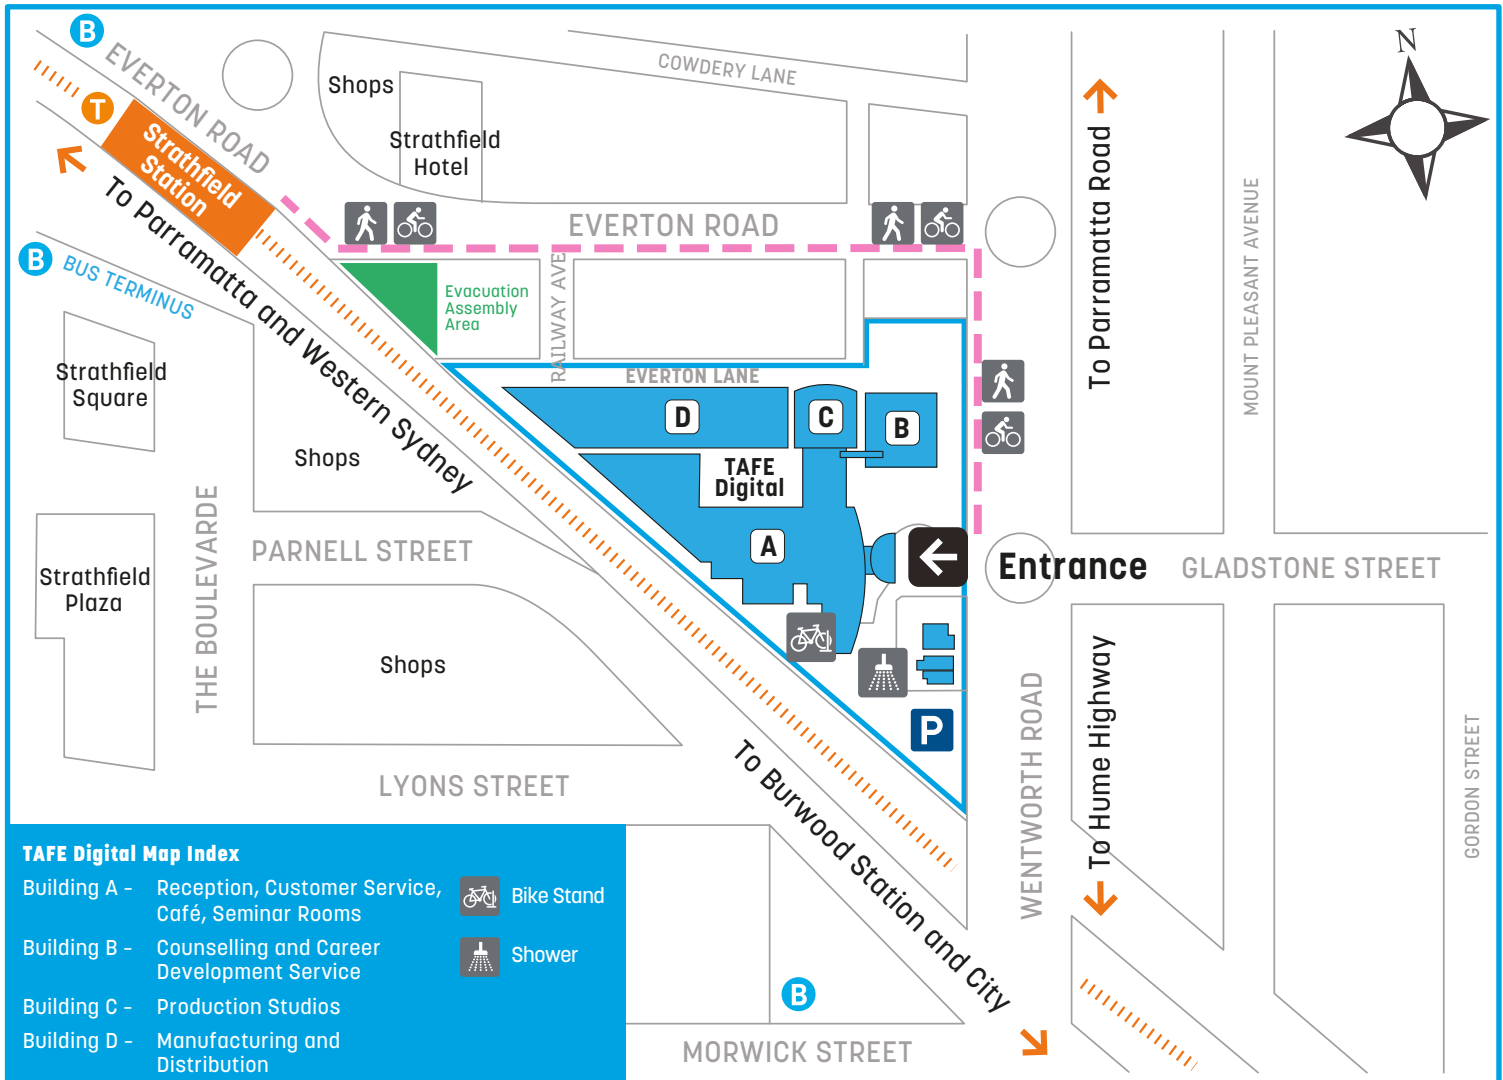 B
EVERTON ROAD
T
Strathfield
Station
Shops
Strathfield
Hotel
COWDERY LANE
N
To Parramatta Road
MOUNT PLEASANT AVENUE
EVERTON ROAD
B
BUS TERMINUS
To Parramatta and Western Sydney
Evacuation
Assembly
Area
RAILWAY AVE
EVERTON LANE
Strathfield
Square
Shops
D
C
B
TAFE
Digital
A
THE BOULEVARDE
PARNELL STREET
Entrance
GLADSTONE STREET
Strathfield
Plaza
Shops
P
LYONS STREET
To Burwood Station and City
WENTWORTH ROAD
To Hume Highway
GORDON STREET
TAFE Digital Map Index
Building A - Reception, Customer Service,
Café, Seminar Rooms
Bike Stand
Building B - Counselling and Career
Development Service
Shower
Building C - Production Studios
Building D - Manufacturing and
Distribution
B
MORWICK STREET